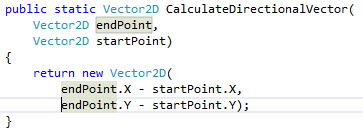 public static Vector2D CalculateDirectionalVector(
    Vector2D endPoint,
    Vector2D startPoint)
{
    return new Vector2D(
        endPoint.X - startPoint.X,
        endPoint.Y - startPoint.Y);
}